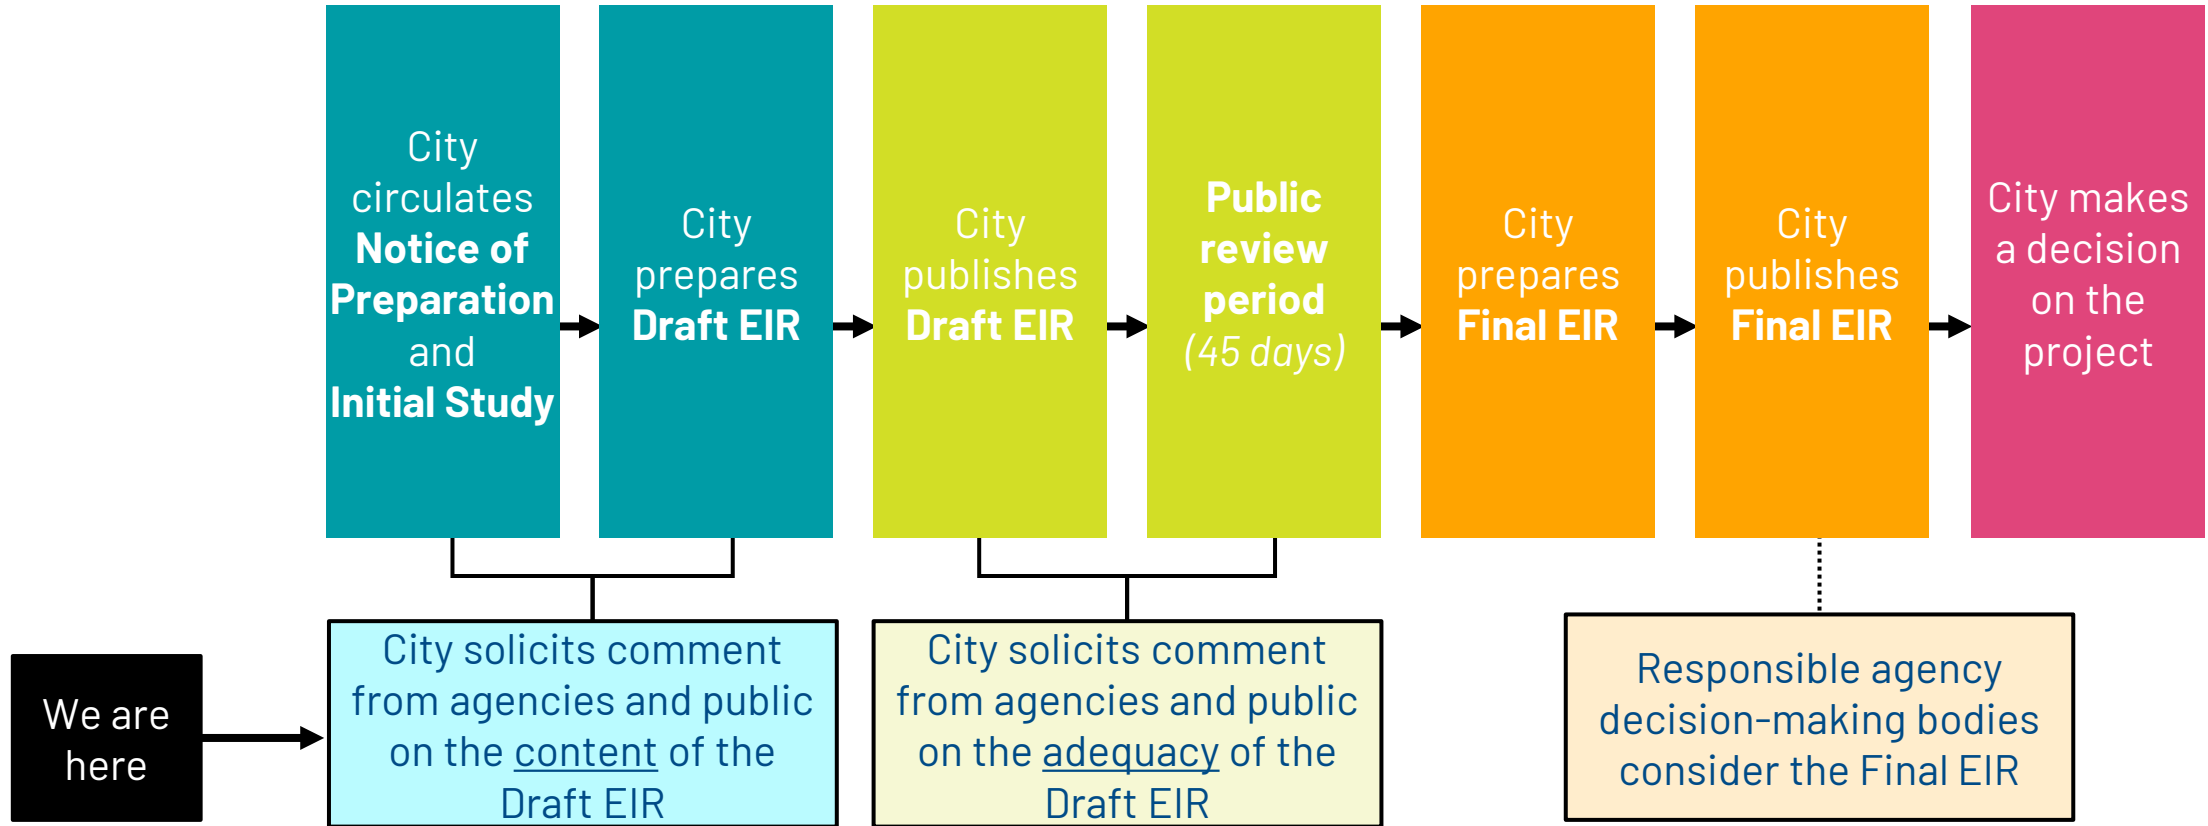 City
circulates
Notice of
Preparation
and
Initial Study
City
prepares
Draft EIR
City
publishes
Draft EIR
Public
review
period
(45 days)
City
prepares
Final EIR
City
publishes
Final EIR
City makes
a decision
on the
project
We are
here
City solicits comment
from agencies and public
on the content of the
Draft EIR
City solicits comment
from agencies and public
on the adequacy of the
Draft EIR
Responsible agency
decision-making bodies
consider the Final EIR